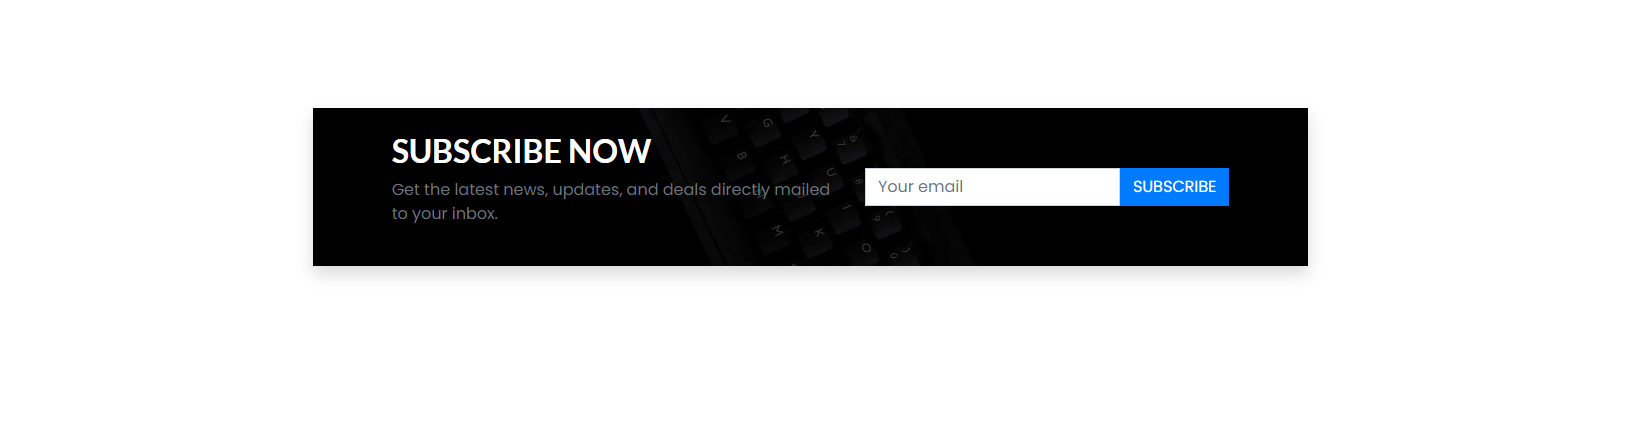 SUBSCRIBE NOW
Get the latest news, updates, and deals directly mailed
to your inbox.
Your email
SUBSCRIBE
V
G
Y
B
H
U
M
K
I
O